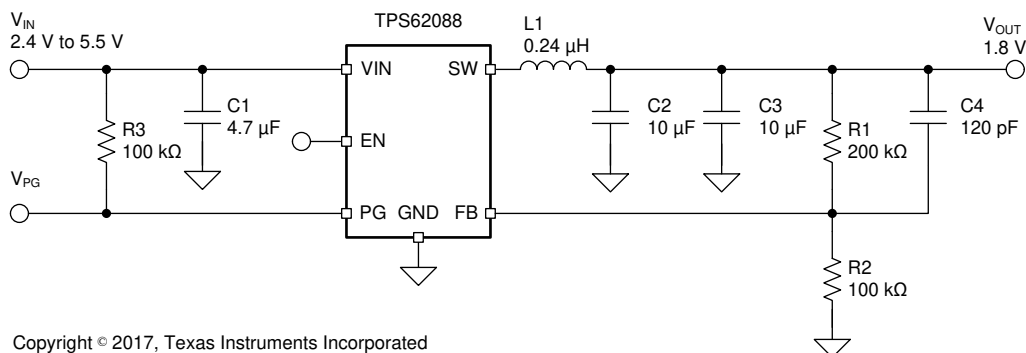 VIN
2.4 V to 5.5 V
TPS62088
L1
0.24 µH
VOUT
1.8 V
VIN
SW
C1
4.7 µF
R3
100 kΩ
EN
C2
10 µF
C3
10 µF
R1
200 kΩ
C4
120 pF
VPG
PG
GND
FB
R2
100 kΩ
Copyright © 2017, Texas Instruments Incorporated